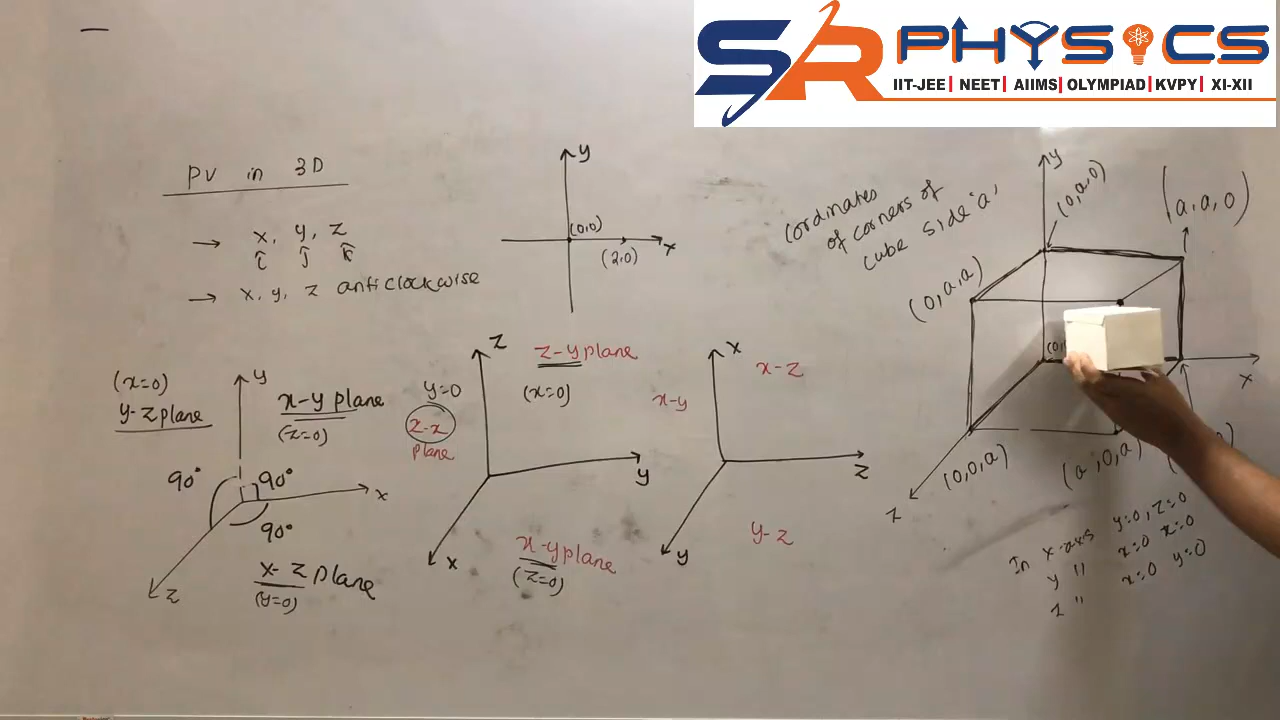 SR PHYSICS
IIT-JEE | NEET | AIIMS | OLYMPIAD | KVPY | XI-XII
PV in 3D
→ x, y, z
î ĵ k̂
→ x, y, z anticlockwise
y
(0,0)
(2,0)
x
Cordinates
of corners of
cube side 'a'
y
(0,a,0)
(a,a,0)
(0,a,a)
x
z
(0,0,a)
(a,0,a)
In x-axis y=0, z=0
y " x=0 z=0
z " x=0 y=0
(x=0)
y-z plane
y
x-y plane
(z=0)
90°
90°
90°
x
z
x-z plane
(y=0)
z
z-y plane
(x=0)
y=0
z-x
plane
y
x
x-y plane
(z=0)
x
x-z
x-y
z
y
y-z